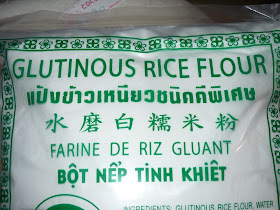 GLUTINOUS RICE FLOUR
แป้งข้าวเหนียวชนิดดีพิเศษ
水磨白糯米粉
FARINE DE RIZ GLUANT
BỘT NẾP TINH KHIẾT
INGREDIENTS: GLUTINOUS RICE FLOUR, WATER